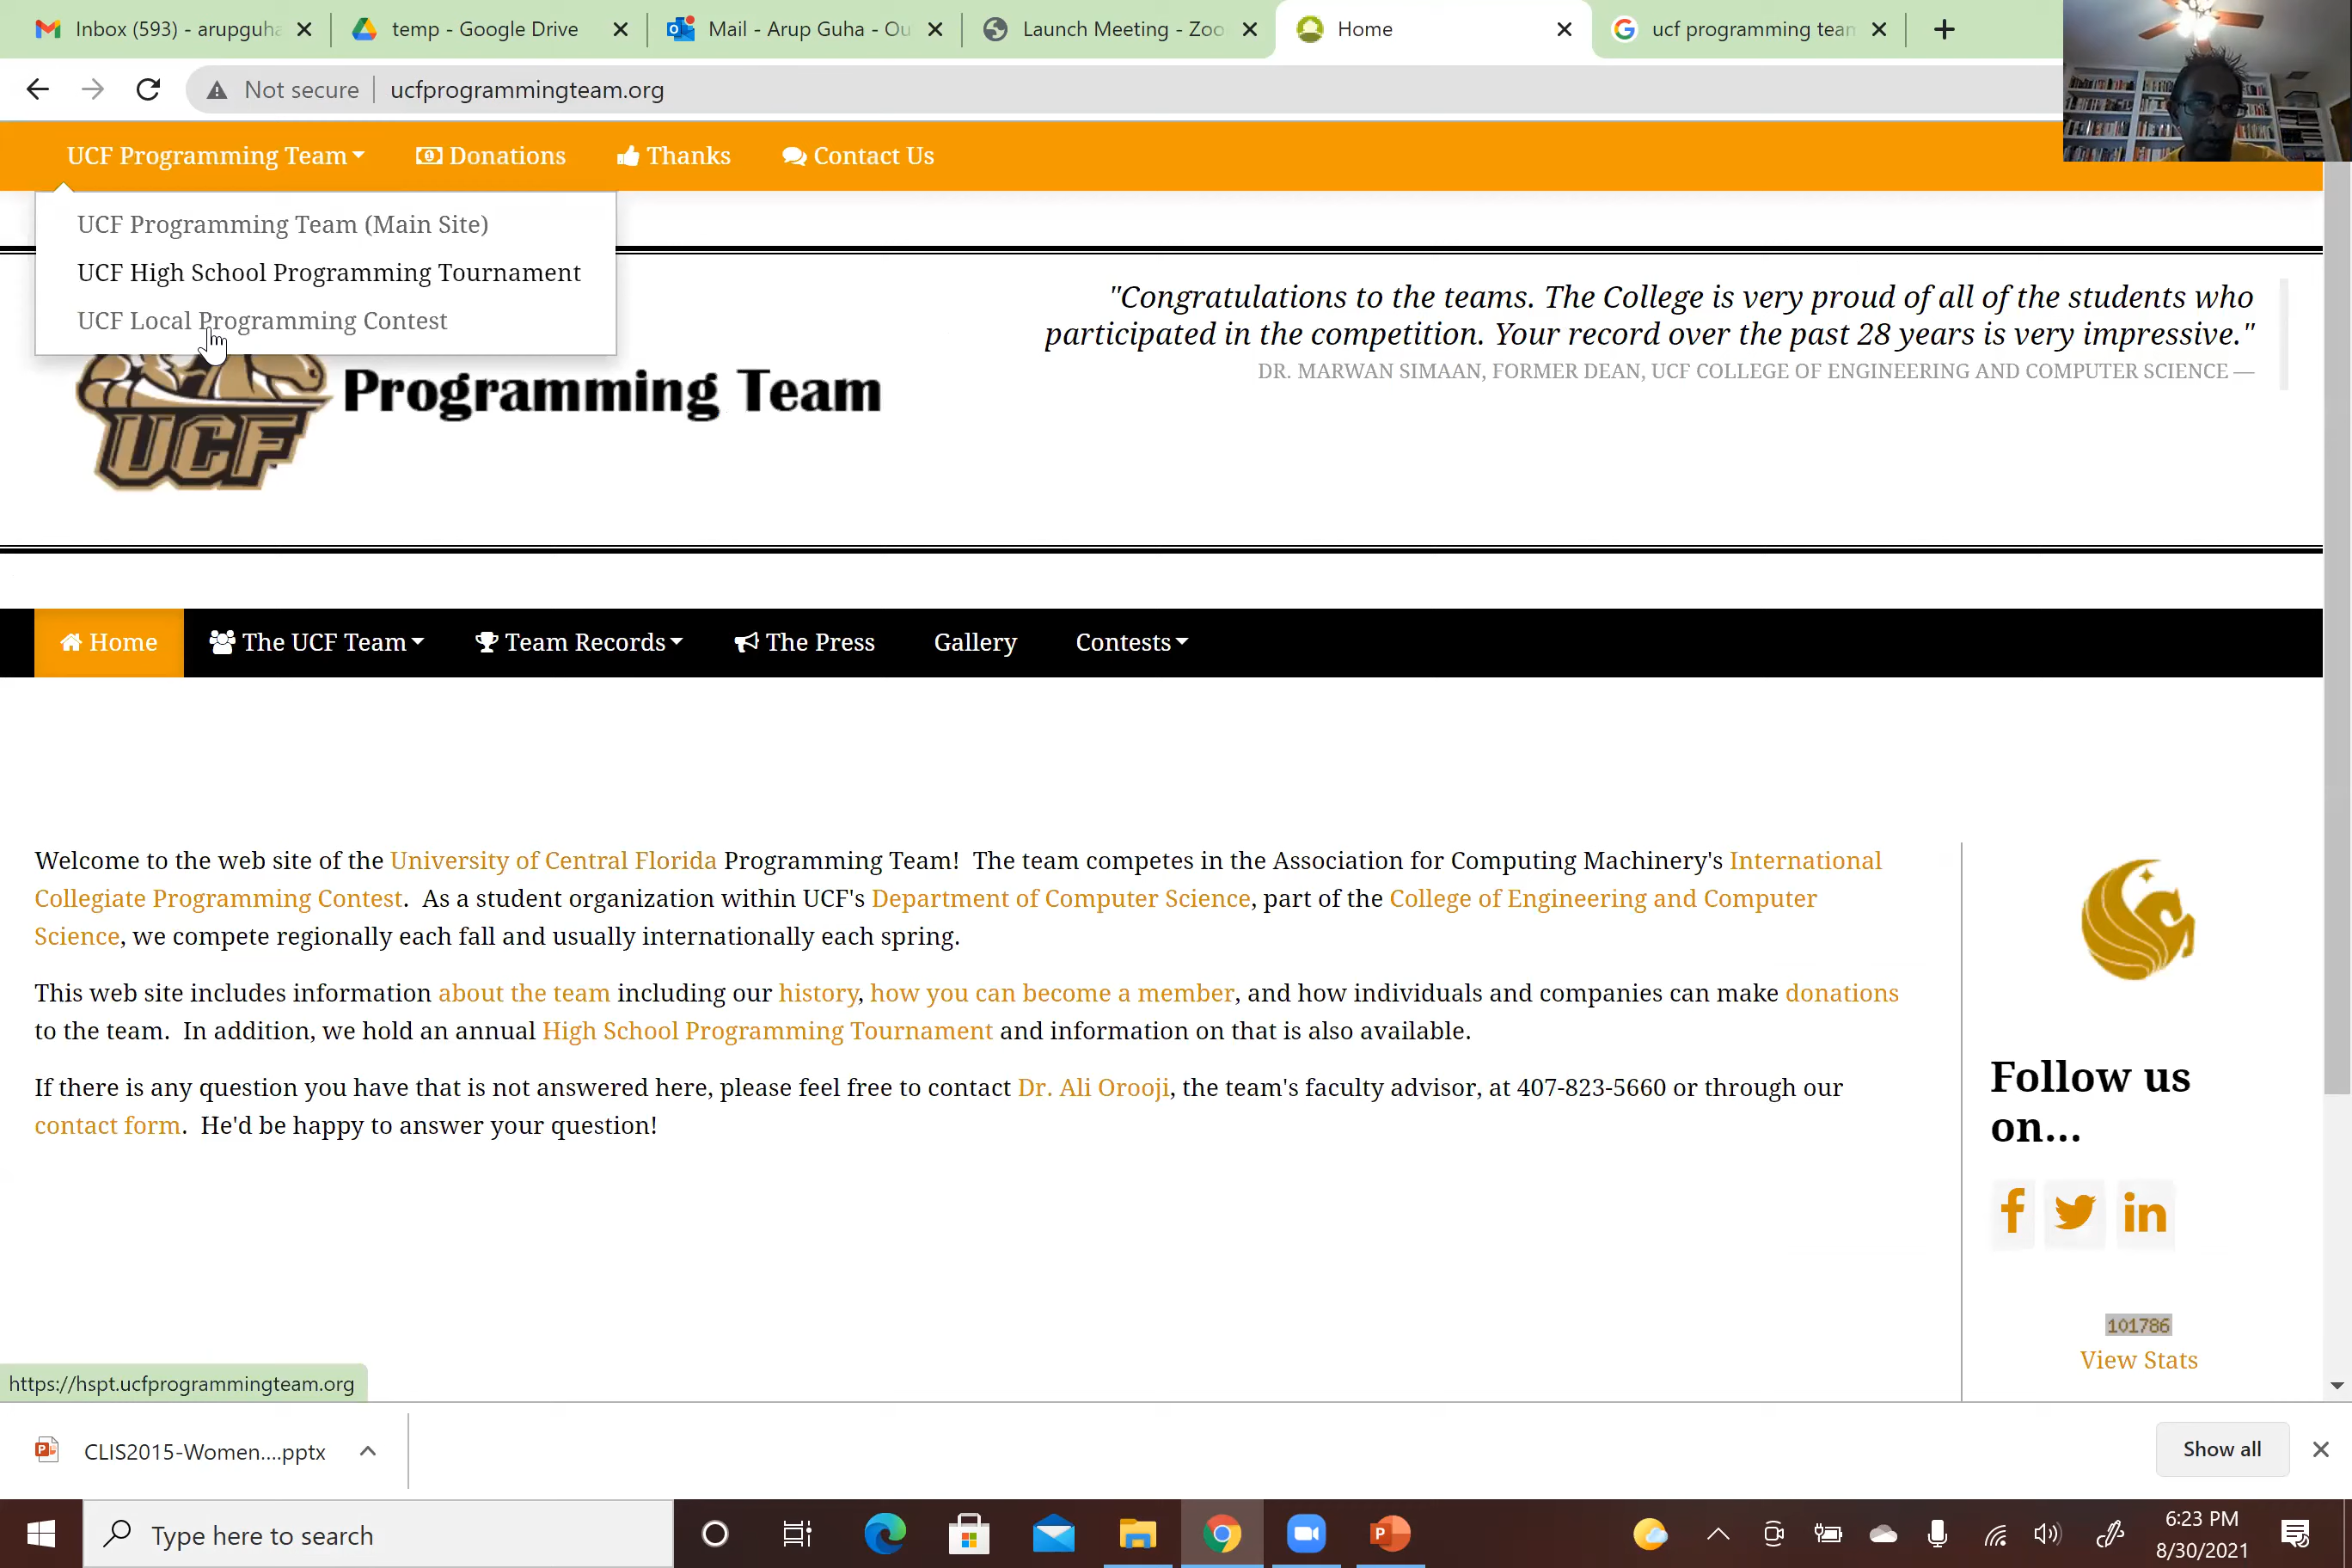 Inbox (593) - arupguha
temp - Google Drive
Mail - Arup Guha - Ou
Launch Meeting - Zoo
Home
ucf programming team
Not secure
ucfprogrammingteam.org
UCF Programming Team
Donations
Thanks
Contact Us
UCF Programming Team (Main Site)
UCF High School Programming Tournament
UCF Local Programming Contest
"Congratulations to the teams. The College is very proud of all of the students who
participated in the competition. Your record over the past 28 years is very impressive."
DR. MARWAN SIMAAN, FORMER DEAN, UCF COLLEGE OF ENGINEERING AND COMPUTER SCIENCE —
UCF
Programming Team
Home
The UCF Team
Team Records
The Press
Gallery
Contests
Welcome to the web site of the University of Central Florida Programming Team! The team competes in the Association for Computing Machinery's International
Collegiate Programming Contest. As a student organization within UCF's Department of Computer Science, part of the College of Engineering and Computer
Science, we compete regionally each fall and usually internationally each spring.
This web site includes information about the team including our history, how you can become a member, and how individuals and companies can make donations
to the team. In addition, we hold an annual High School Programming Tournament and information on that is also available.
If there is any question you have that is not answered here, please feel free to contact Dr. Ali Orooji, the team's faculty advisor, at 407-823-5660 or through our
contact form. He'd be happy to answer your question!
Follow us
on...
101786
View Stats
https://hspt.ucfprogrammingteam.org
CLIS2015-Women....pptx
Show all
Type here to search
6:23 PM
8/30/2021